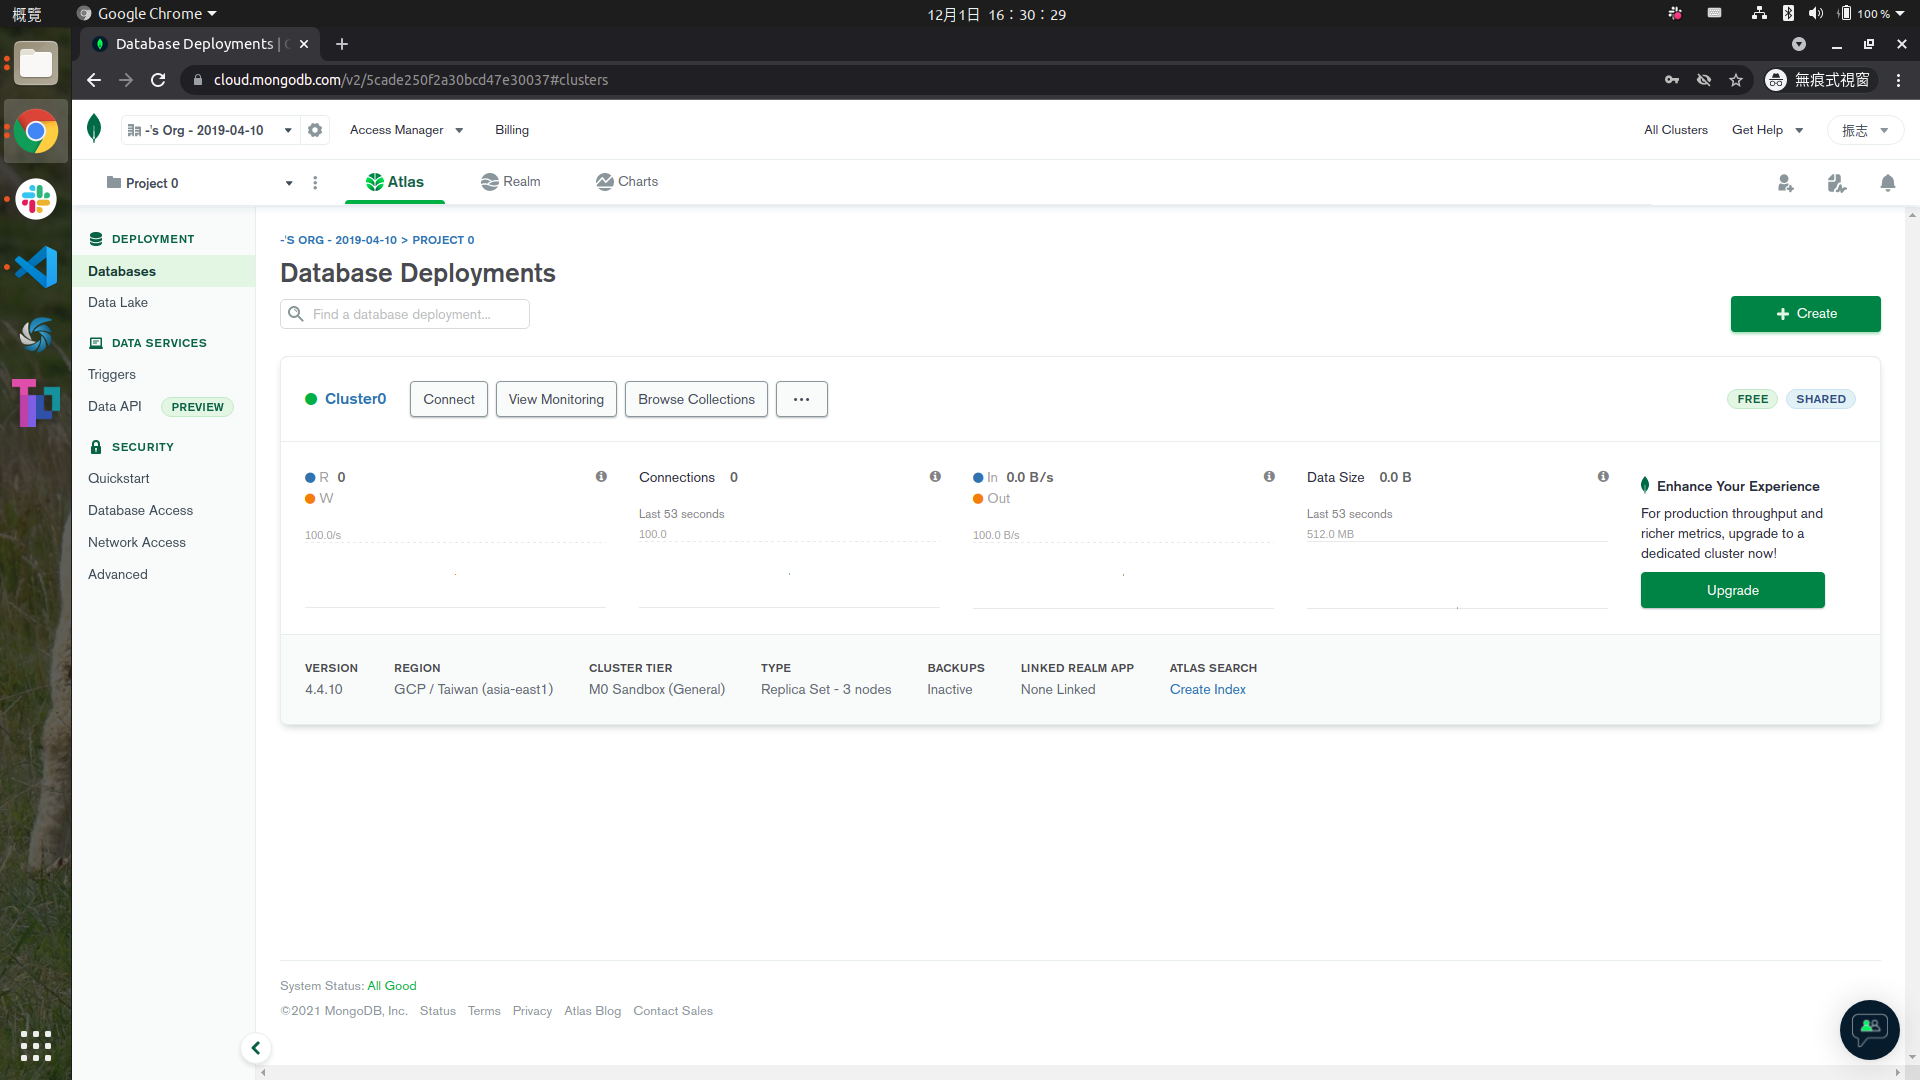 概覽
Google Chrome
12月1日 16：30：29
100 %
Database Deployments | C
cloud.mongodb.com/v2/5cade250f2a30bcd47e30037#clusters
無痕式視窗
-'s Org - 2019-04-10
Access Manager
Billing
All Clusters
Get Help
振志
Project 0
Atlas
Realm
Charts
DEPLOYMENT
Databases
Data Lake
DATA SERVICES
Triggers
Data API PREVIEW
SECURITY
Quickstart
Database Access
Network Access
Advanced
-'S ORG - 2019-04-10 > PROJECT 0
Database Deployments
Find a database deployment...
Create
Cluster0
Connect
View Monitoring
Browse Collections
...
FREE
SHARED
R 0
W
100.0/s
Connections 0
Last 53 seconds
100.0
In 0.0 B/s
Out
100.0 B/s
Data Size 0.0 B
Last 53 seconds
512.0 MB
Enhance Your Experience
For production throughput and
richer metrics, upgrade to a
dedicated cluster now!
Upgrade
VERSION
4.4.10
REGION
GCP / Taiwan (asia-east1)
CLUSTER TIER
M0 Sandbox (General)
TYPE
Replica Set - 3 nodes
BACKUPS
Inactive
LINKED REALM APP
None Linked
ATLAS SEARCH
Create Index
System Status: All Good
©2021 MongoDB, Inc. Status Terms Privacy Atlas Blog Contact Sales